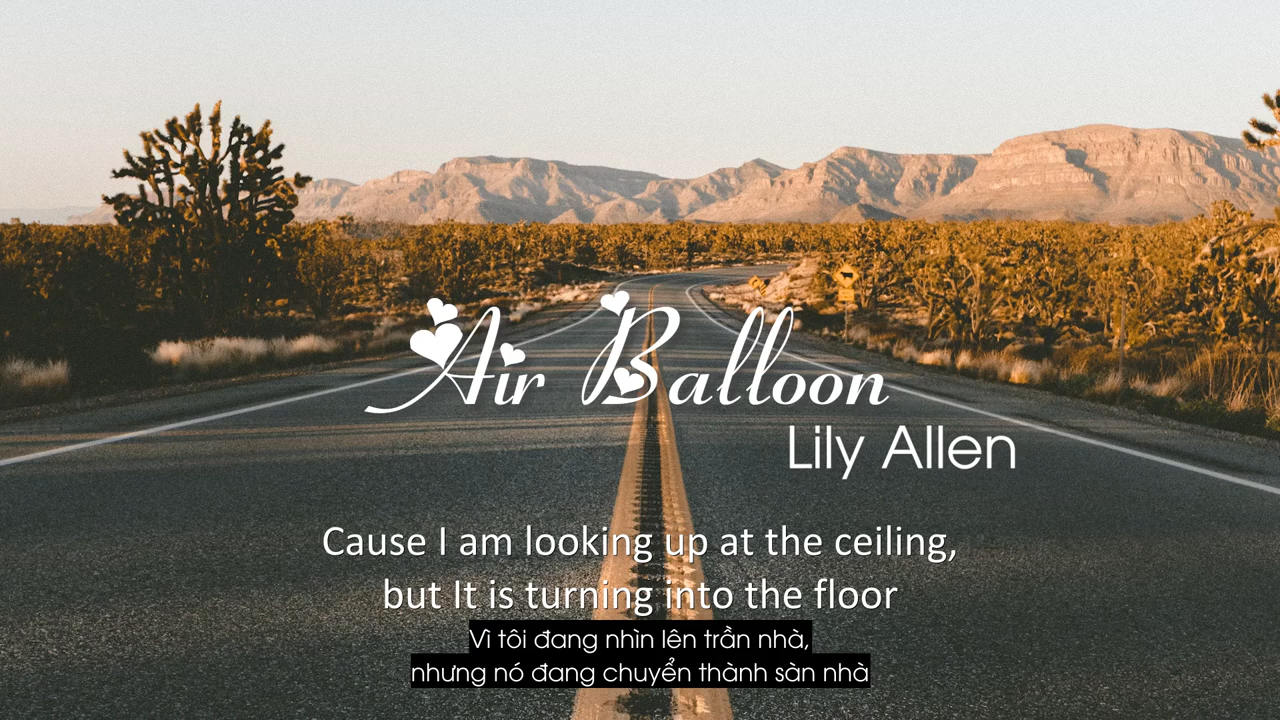 Air Balloon
Lily Allen
Cause I am looking up at the ceiling,
but It is turning into the floor
Vì tôi đang nhìn lên trần nhà,
nhưng nó đang chuyển thành sàn nhà